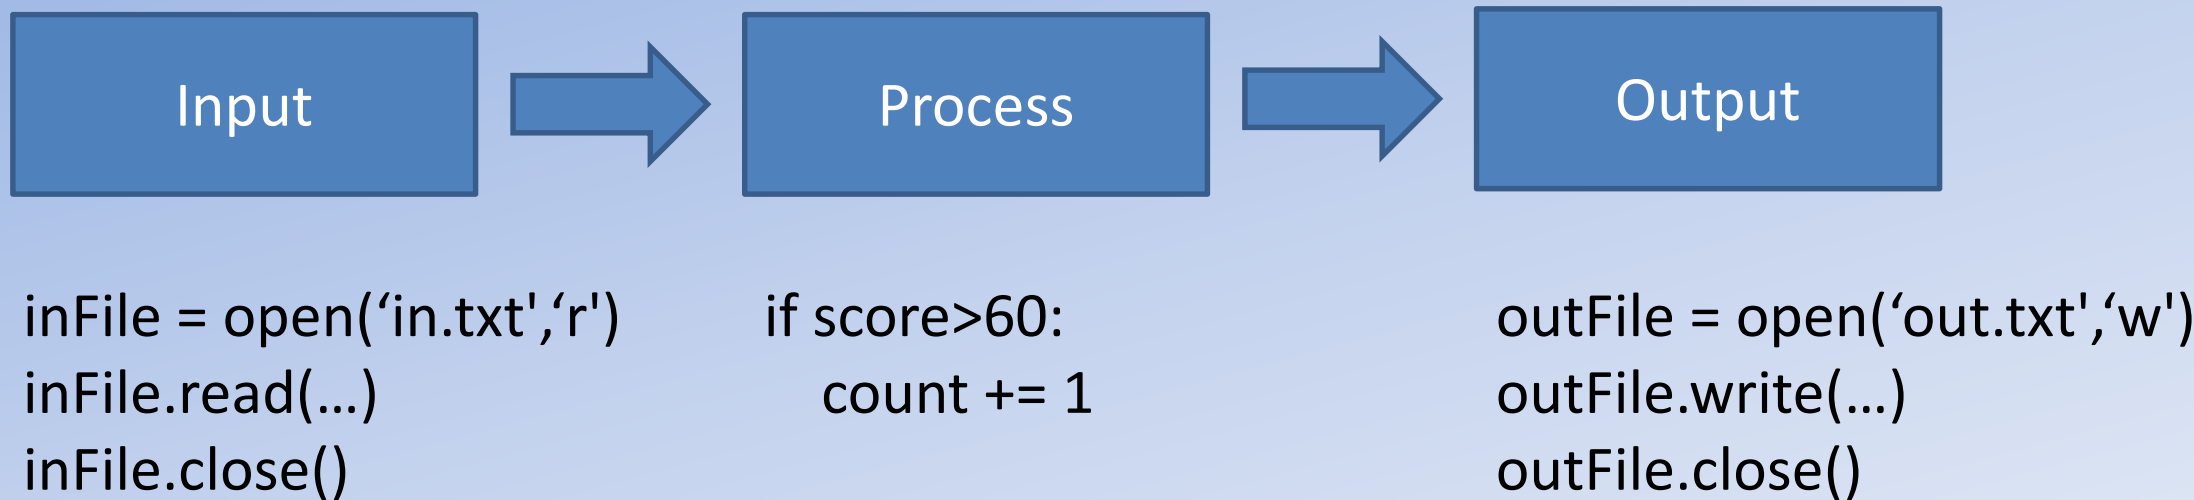 Input
Process
Output
inFile = open(‘in.txt',‘r')
inFile.read(…)
inFile.close()
if score>60:
count += 1
outFile = open(‘out.txt',‘w')
outFile.write(…)
outFile.close()